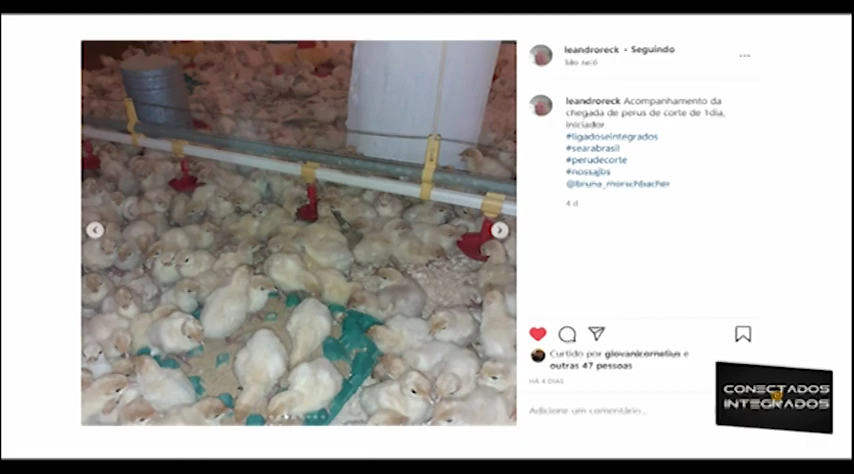 leandroreck • Seguindo
leandroreck Acompanhamento da
chegada de perus de corte de 1dia,
Iniciador.
#ligadoseintegrados
#searabrasil
#perudecorte
#nossajbs
@bruna_morschbacher
4 d
Curtido por giovanicornelius e
outras 47 pessoas
HÁ 4 DIAS
Adicione um comentário...
CONECTADOS
INTEGRADOS